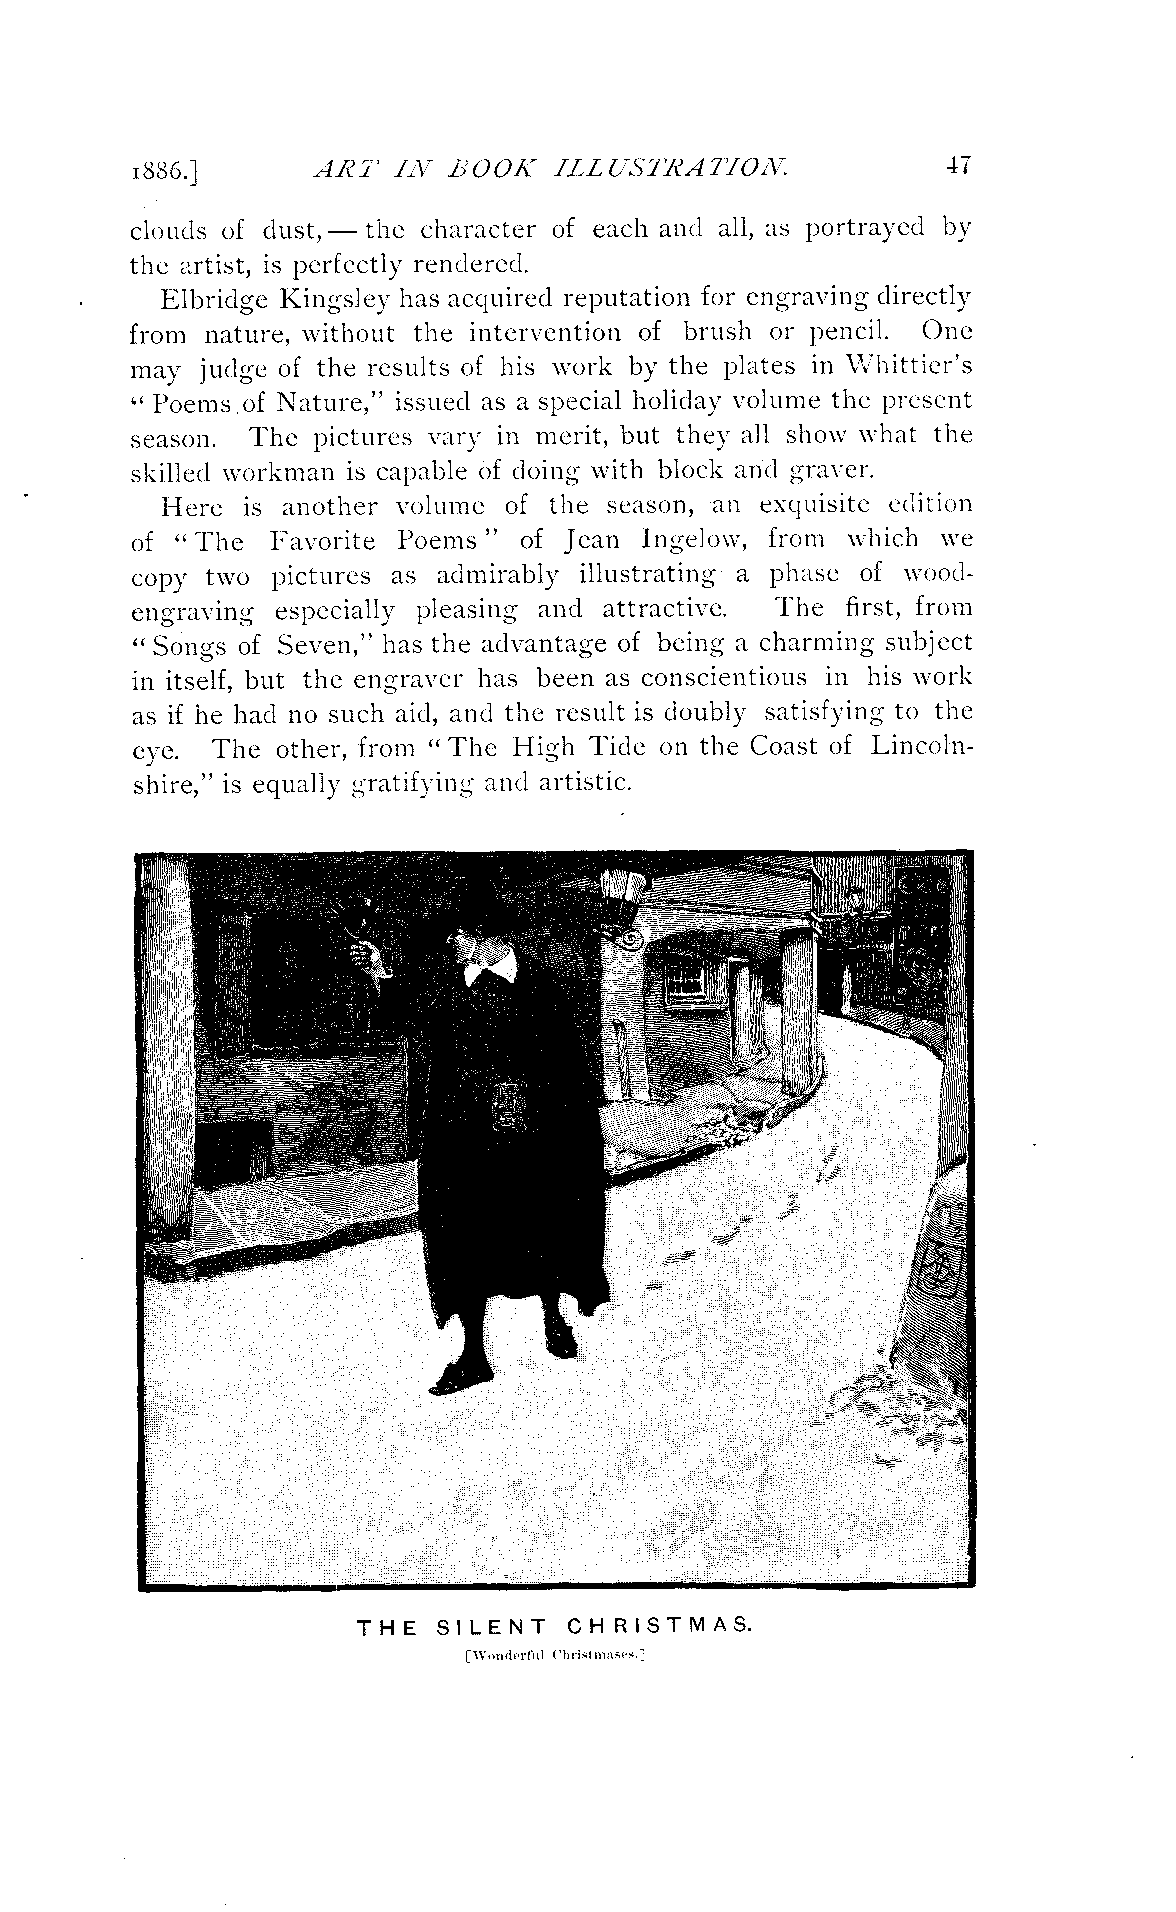 1886.] ART IN BOOK ILLUSTRATION. 47
clouds of dust,— the character of each and all, as portrayed by
the artist, is perfectly rendered.
Elbridge Kingsley has acquired reputation for engraving directly
from nature, without the intervention of brush or pencil. One
may judge of the results of his work by the plates in Whittier's
“ Poems of Nature,” issued as a special holiday volume the present
season. The pictures vary in merit, but they all show what the
skilled workman is capable of doing with block and graver.
Here is another volume of the season, an exquisite edition
of “ The Favorite Poems ” of Jean Ingelow, from which we
copy two pictures as admirably illustrating a phase of wood-
engraving especially pleasing and attractive. The first, from
“ Songs of Seven,” has the advantage of being a charming subject
in itself, but the engraver has been as conscientious in his work
as if he had no such aid, and the result is doubly satisfying to the
eye. The other, from “ The High Tide on the Coast of Lincoln-
shire,” is equally gratifying and artistic.
THE SILENT CHRISTMAS.
[Wonderful Christmases.]